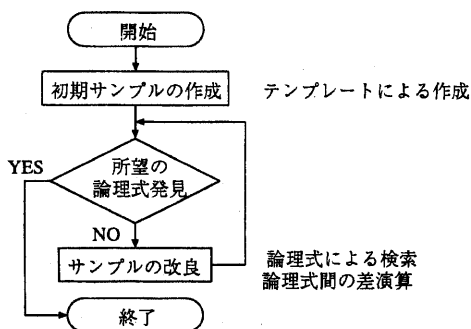 開始
初期サンプルの作成
テンプレートによる作成
YES
所望の
論理式発見
NO
サンプルの改良
論理式による検索
論理式間の差演算
終了